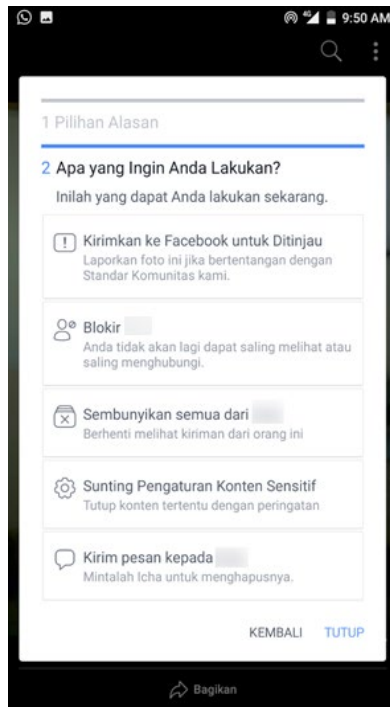 4G 9:50 AM
1 Pilihan Alasan
2 Apa yang Ingin Anda Lakukan?
Inilah yang dapat Anda lakukan sekarang.
Kirimkan ke Facebook untuk Ditinjau
Laporkan foto ini jika bertentangan dengan
Standar Komunitas kami.
Blokir
Anda tidak akan lagi dapat saling melihat atau
saling menghubungi.
Sembunyikan semua dari
Berhenti melihat kiriman dari orang ini
Sunting Pengaturan Konten Sensitif
Tutup konten tertentu dengan peringatan
Kirim pesan kepada
Mintalah Icha untuk menghapusnya.
KEMBALI TUTUP
Bagikan